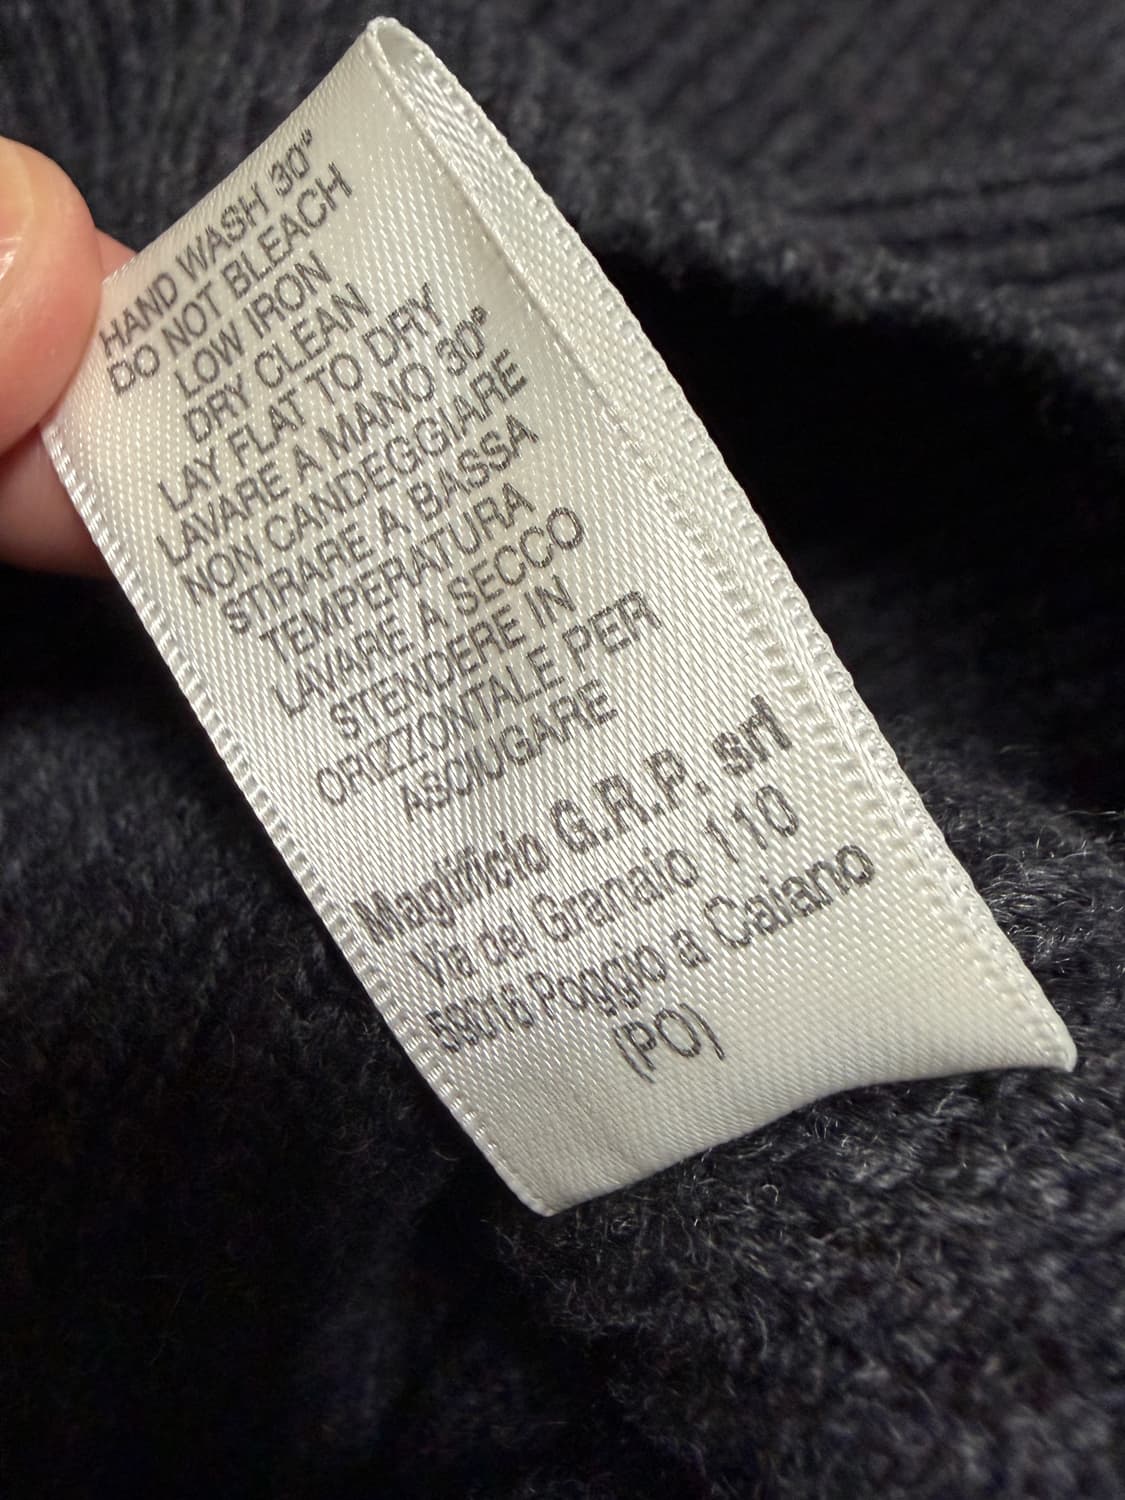 HAND WASH 30°
DO NOT BLEACH
LOW IRON
DRY CLEAN
LAY FLAT TO DRY
LAVARE A MANO 30°
NON CANDEGGIARE
STIRARE A BASSA
TEMPERATURA
LAVARE A SECCO
STENDERE IN
ORIZZONTALE PER
ASCIUGARE
Maglificio G.R.P. srl
Via del Granaio 110
59016 Poggio a Caiano
(PO)